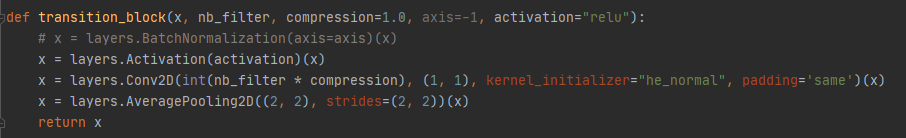 def transition_block(x, nb_filter, compression=1.0, axis=-1, activation="relu"):
    # x = layers.BatchNormalization(axis=axis)(x)
    x = layers.Activation(activation)(x)
    x = layers.Conv2D(int(nb_filter * compression), (1, 1), kernel_initializer="he_normal", padding='same')(x)
    x = layers.AveragePooling2D((2, 2), strides=(2, 2))(x)
    return x